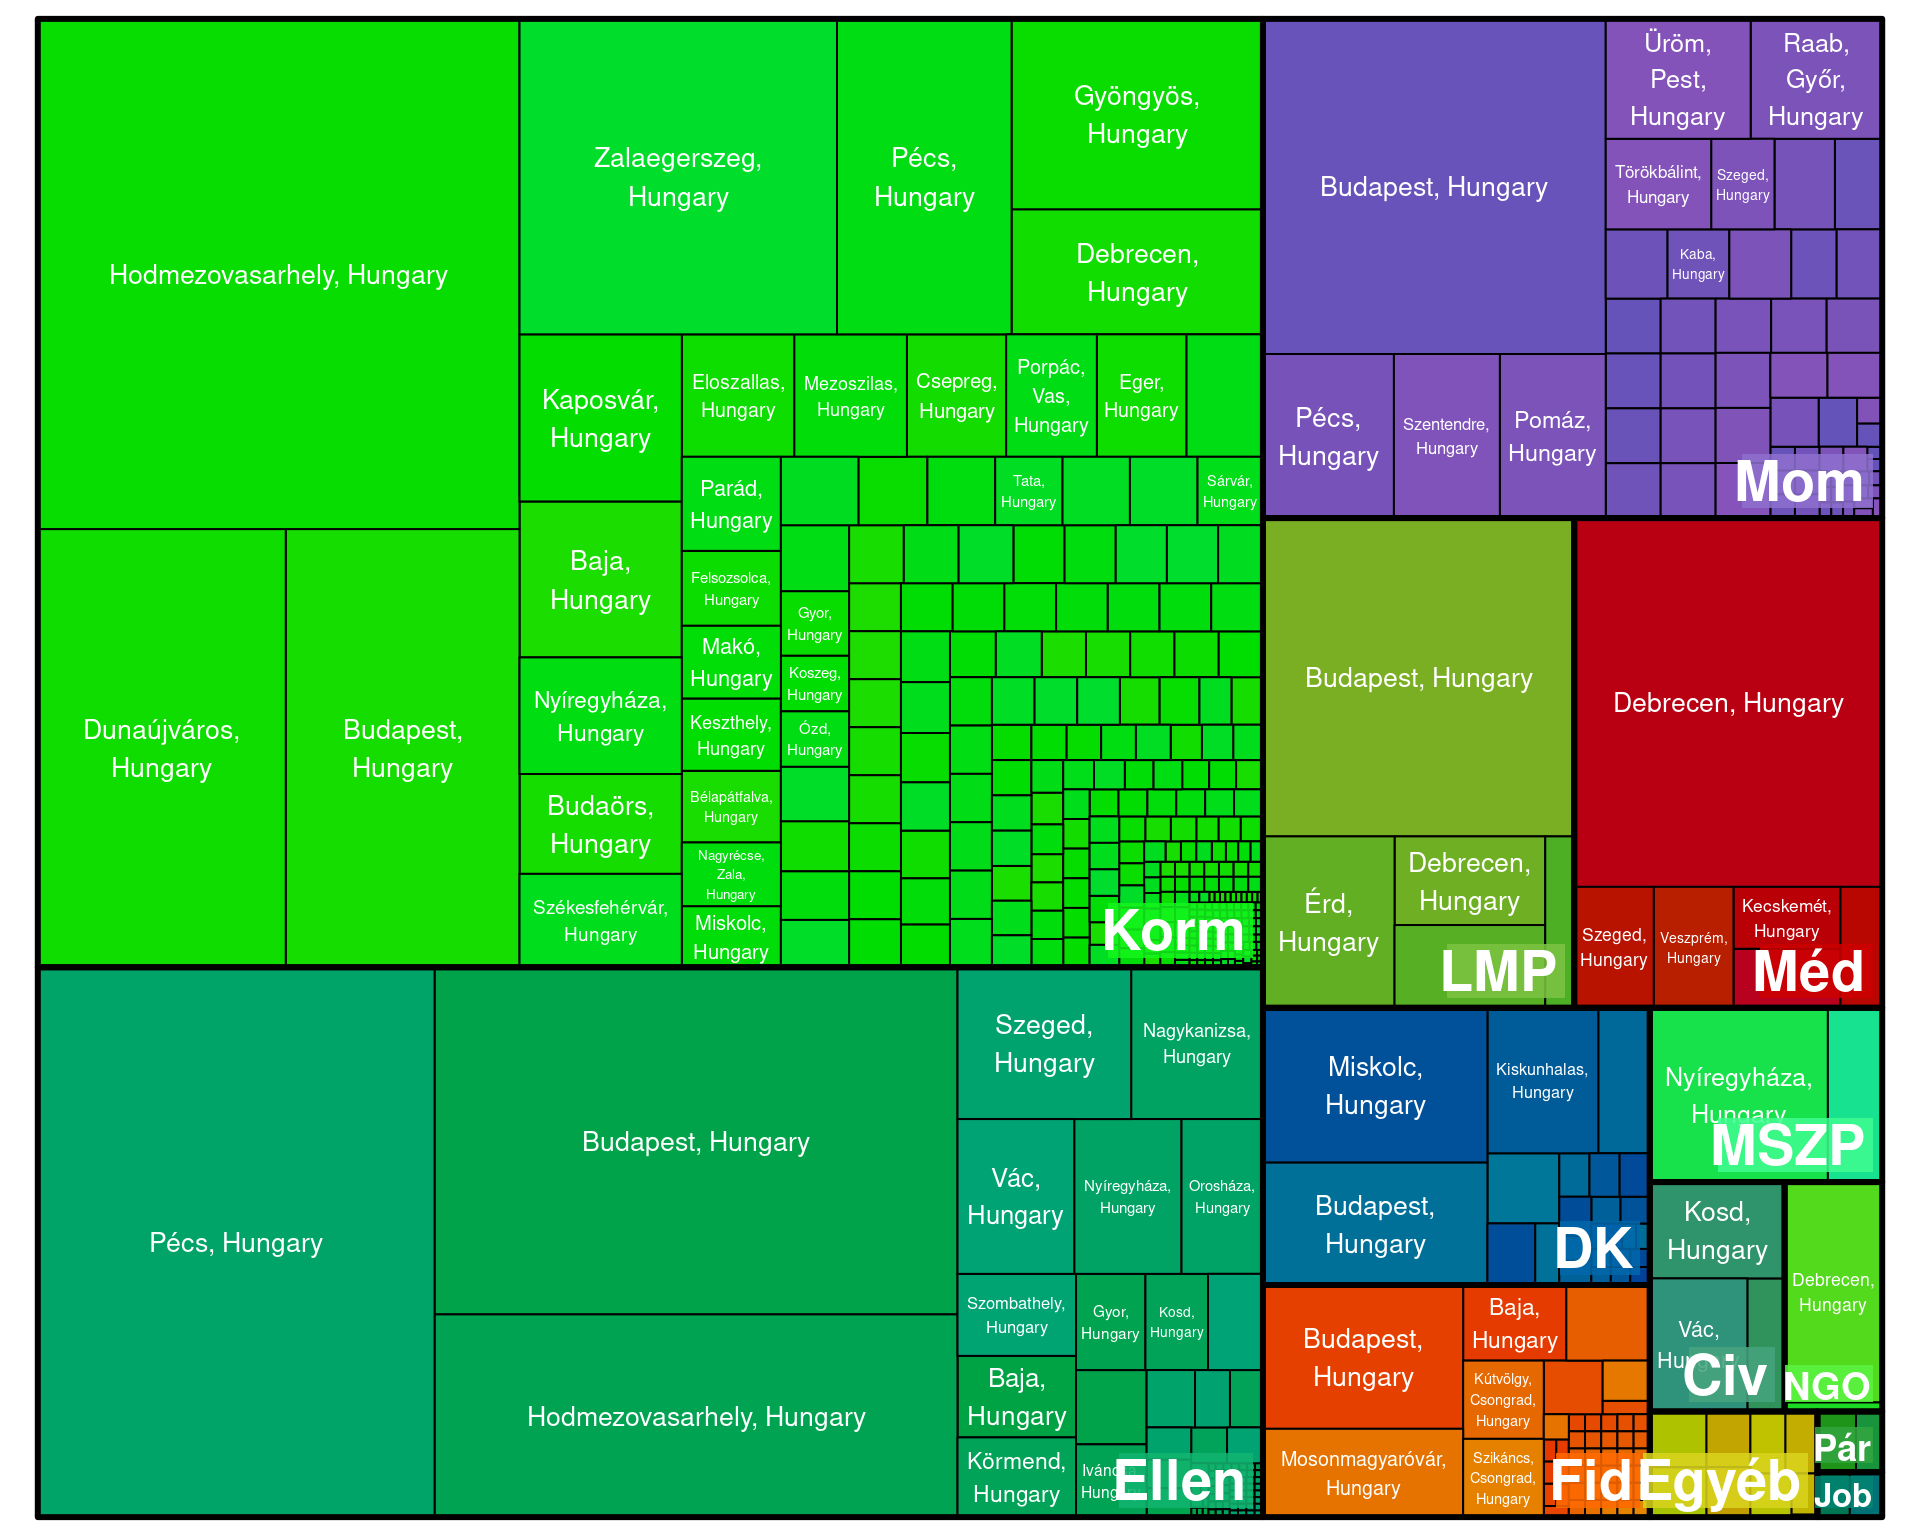 Hodmezovasarhely, Hungary
Dunaújváros,
Hungary
Budapest,
Hungary
Zalaegerszeg,
Hungary
Pécs,
Hungary
Gyöngyös,
Hungary
Debrecen,
Hungary
Kaposvár,
Hungary
Baja,
Hungary
Nyíregyháza,
Hungary
Budaörs,
Hungary
Székesfehérvár,
Hungary
Eloszallas,
Hungary
Mezoszilas,
Hungary
Csepreg,
Hungary
Porpác,
Vas,
Hungary
Eger,
Hungary
Parád,
Hungary
Felsozsolca,
Hungary
Makó,
Hungary
Keszthely,
Hungary
Bélapátfalva,
Hungary
Nagyrécse,
Zala,
Hungary
Miskolc,
Hungary
Gyor,
Hungary
Koszeg,
Hungary
Ózd,
Hungary
Tata,
Hungary
Sárvár,
Hungary
Korm
Pécs, Hungary
Budapest, Hungary
Hodmezovasarhely, Hungary
Szeged,
Hungary
Nagykanizsa,
Hungary
Vác,
Hungary
Nyíregyháza,
Hungary
Orosháza,
Hungary
Szombathely,
Hungary
Gyor,
Hungary
Kosd,
Hungary
Baja,
Hungary
Körmend,
Hungary
Ellen
Budapest, Hungary
Üröm,
Pest,
Hungary
Raab,
Győr,
Hungary
Törökbálint,
Hungary
Szeged,
Hungary
Kaba,
Hungary
Pécs,
Hungary
Szentendre,
Hungary
Pomáz,
Hungary
Mom
Budapest, Hungary
Érd,
Hungary
Debrecen,
Hungary
LMP
Debrecen, Hungary
Szeged,
Hungary
Veszprém,
Hungary
Kecskemét,
Hungary
Méd
Miskolc,
Hungary
Kiskunhalas,
Hungary
Budapest,
Hungary
DK
Nyíregyháza,
Hungary
MSZP
Kosd,
Hungary
Vác,
Civ
Debrecen,
Hungary
NGO
Budapest,
Hungary
Baja,
Hungary
Kútvölgy,
Csongrad,
Hungary
Mosonmagyaróvár,
Hungary
Szikáncs,
Csongrad,
Hungary
Fid
Egyéb
Pár
Job